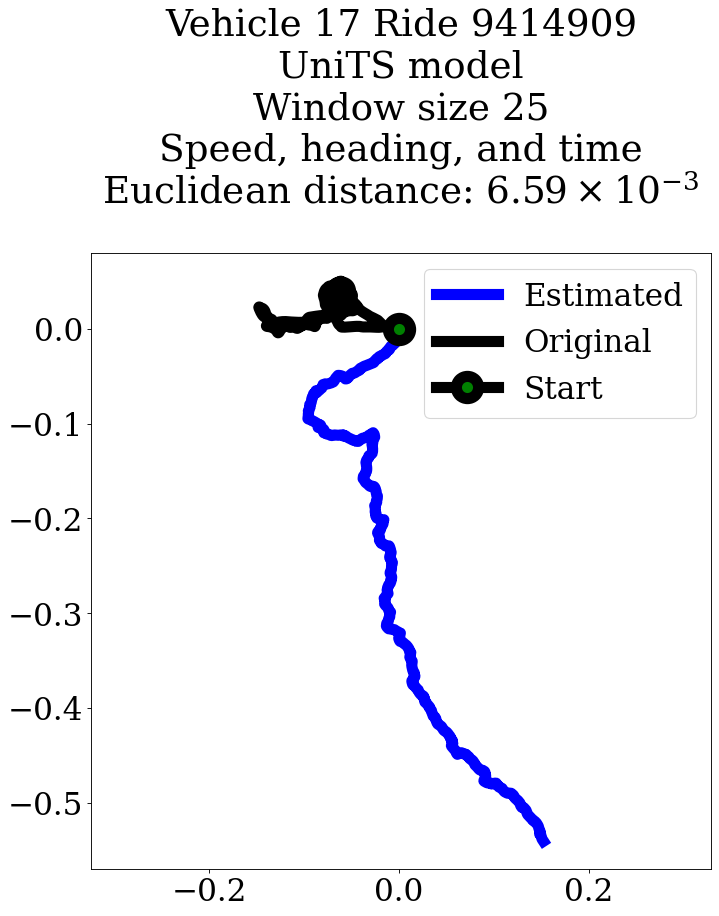 Vehicle 17 Ride 9414909
UniTS model
Window size 25
Speed, heading, and time
Euclidean distance: 6.59 × 10⁻³
Estimated
Original
Start
0.0
−0.1
−0.2
−0.3
−0.4
−0.5
−0.2 0.0 0.2